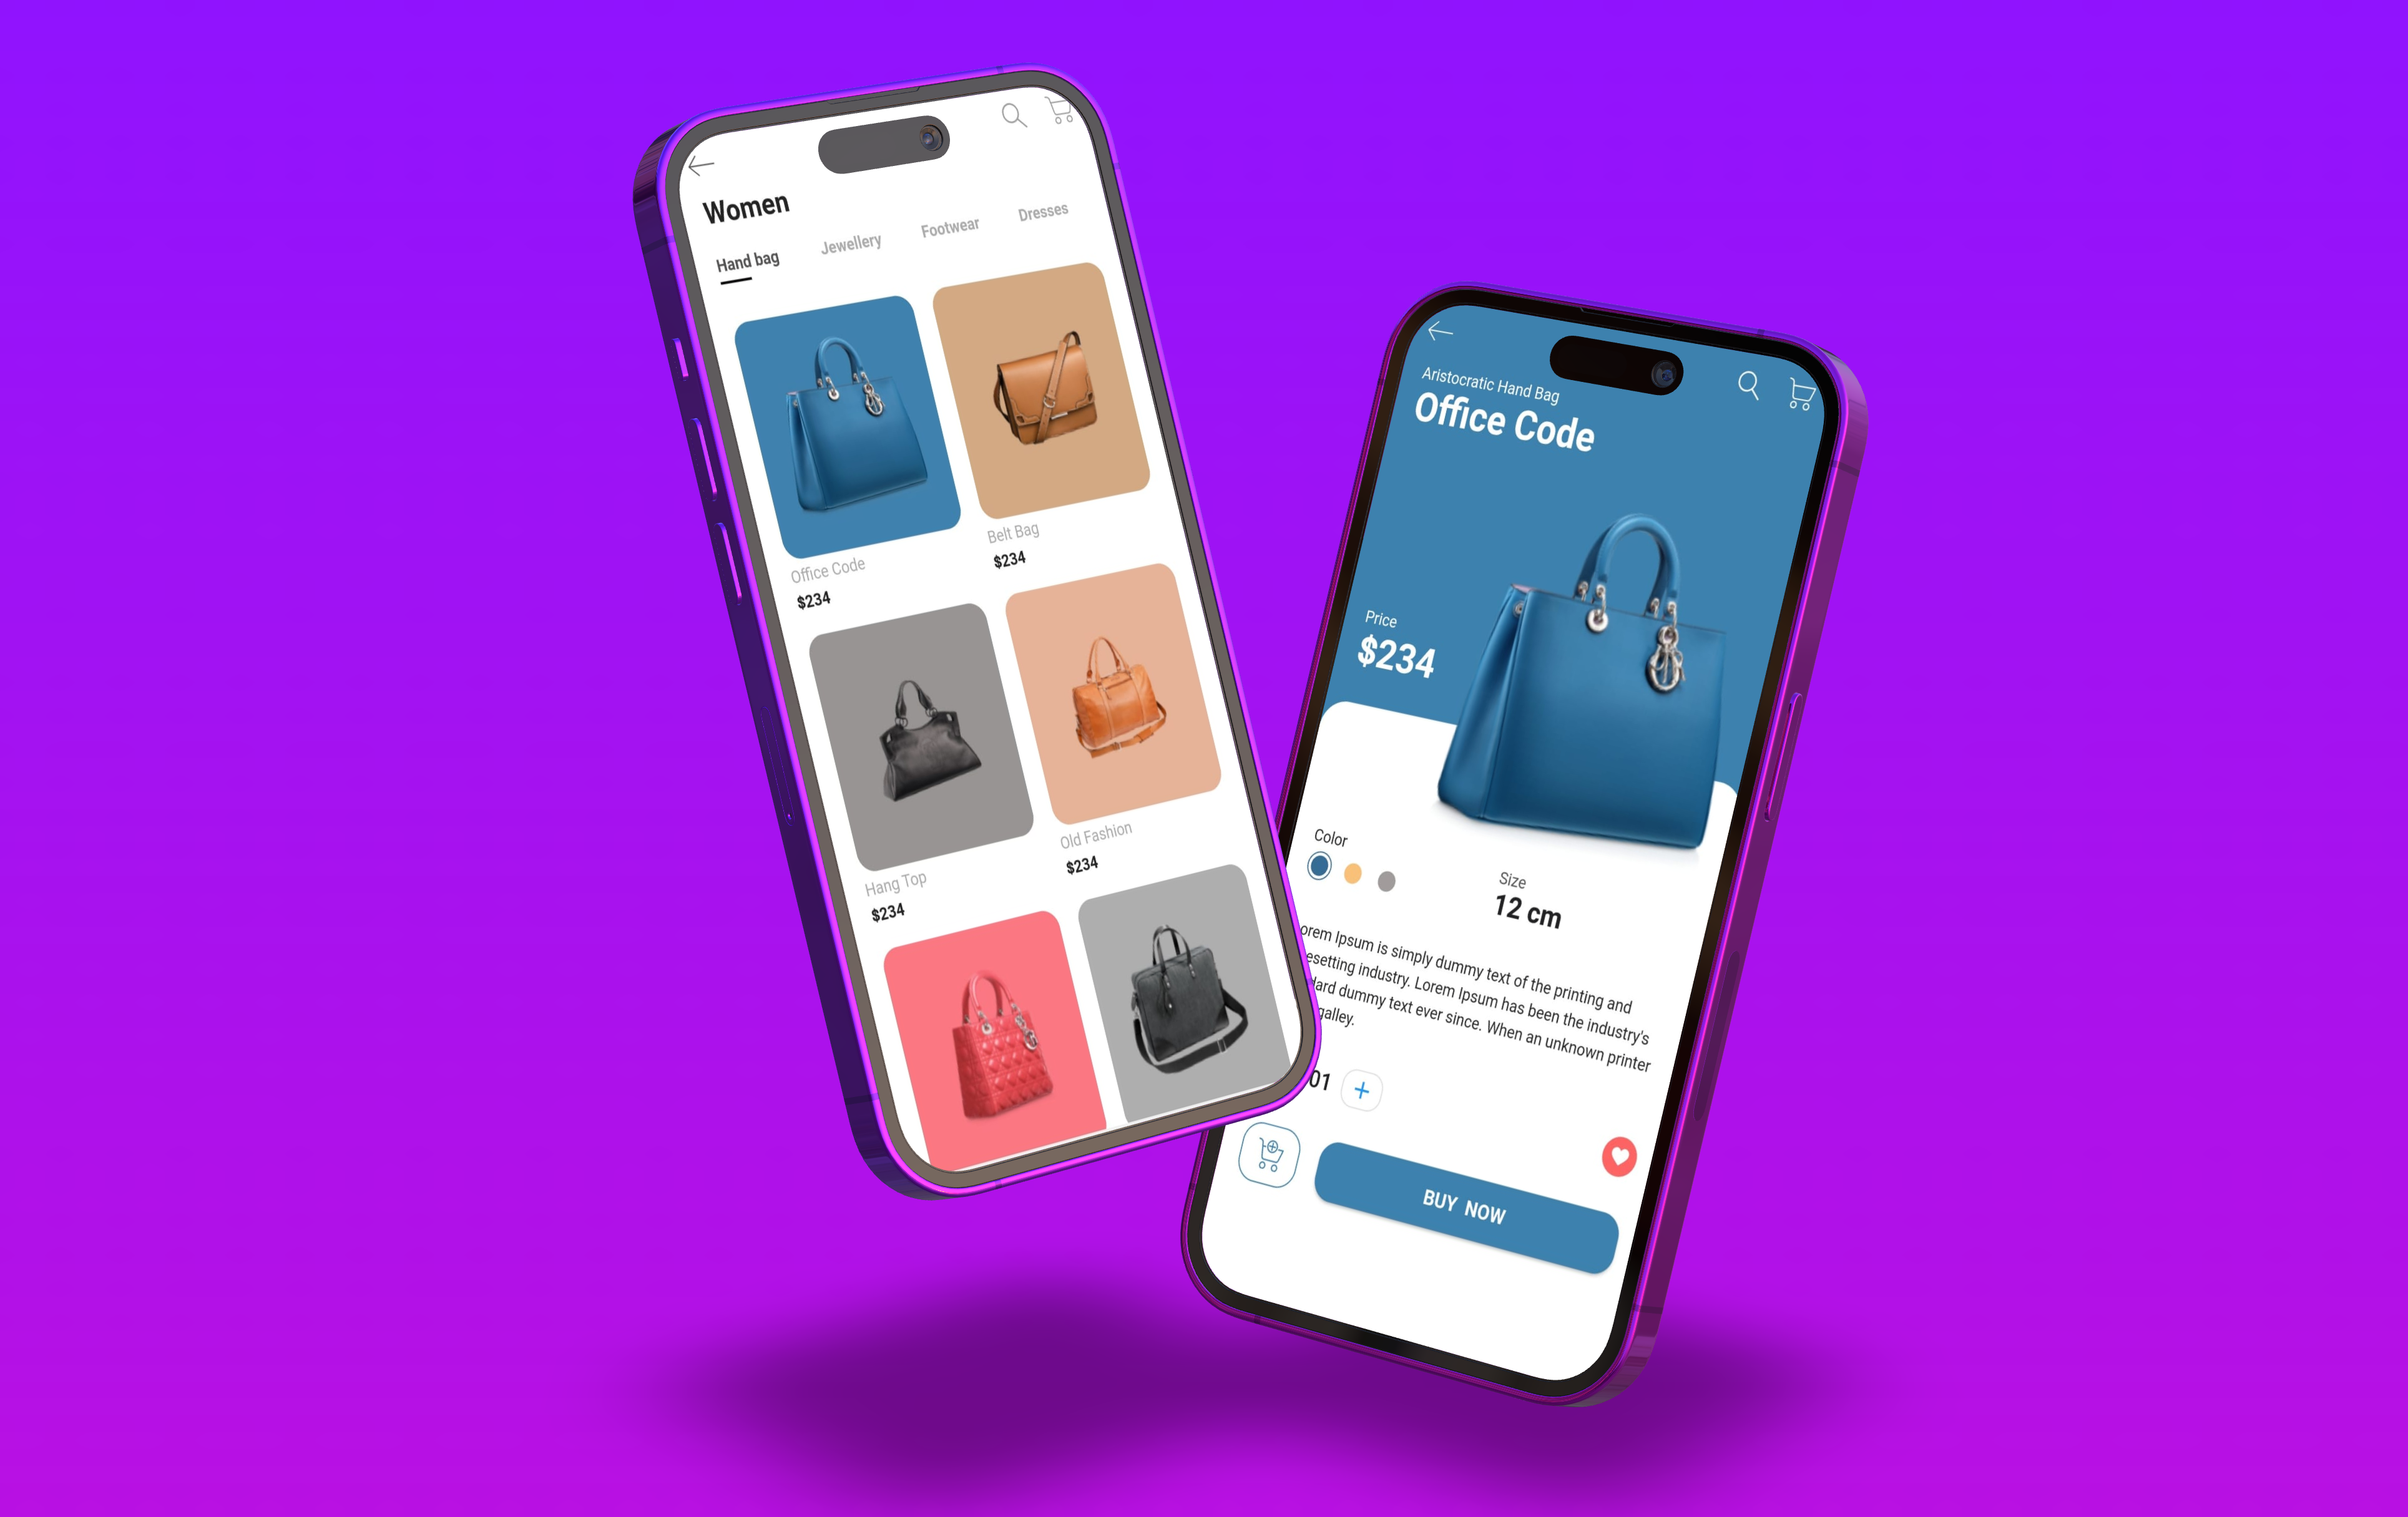 Women
Hand bag
Jewellery
Footwear
Dresses
Office Code
$234
Belt Bag
$234
Hang Top
$234
Old Fashion
$234
Aristocratic Hand Bag
Office Code
Price
$234
Color
Size
12 cm
orem Ipsum is simply dummy text of the printing and
esetting industry. Lorem Ipsum has been the industry's
dard dummy text ever since. When an unknown printer
galley.
01
BUY NOW